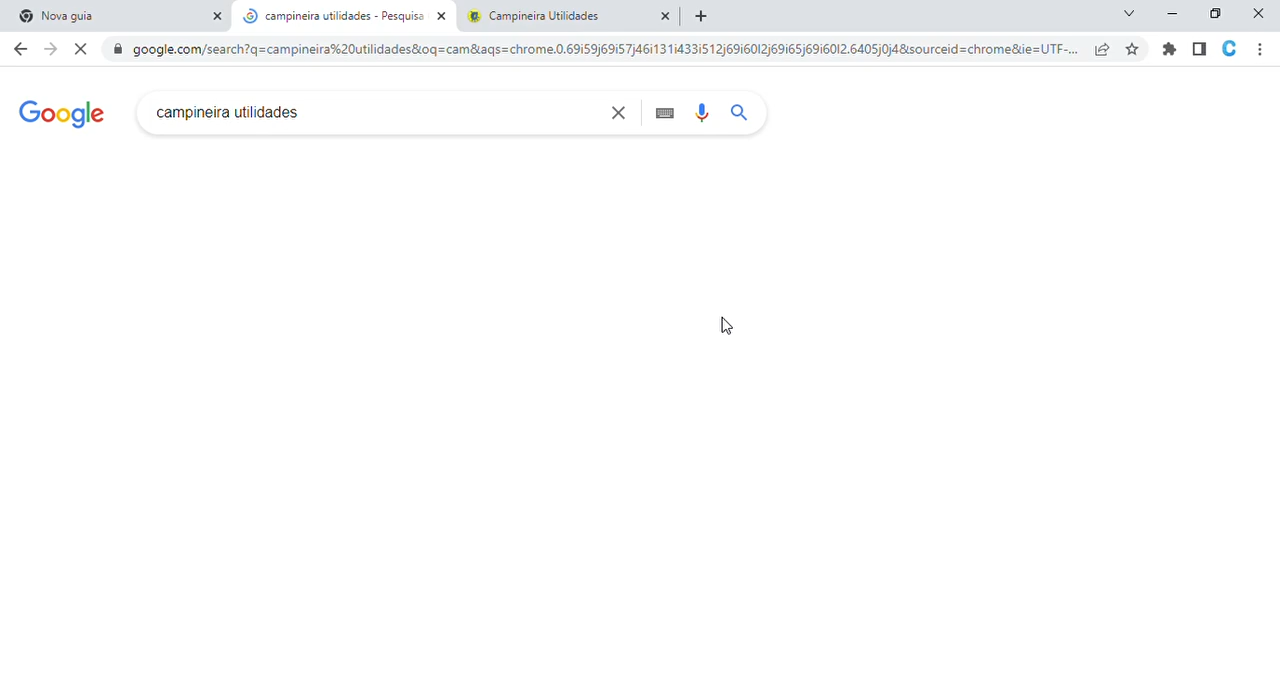 Nova guia
campineira utilidades - Pesquisa
Campineira Utilidades
google.com/search?q=campineira%20utilidades&oq=cam&aqs=chrome.0.69i59j69i57j46i131i433i512j69i60l2j69i65j69i60l2.6405j0j4&sourceid=chrome&ie=UTF-...
C
Google
campineira utilidades